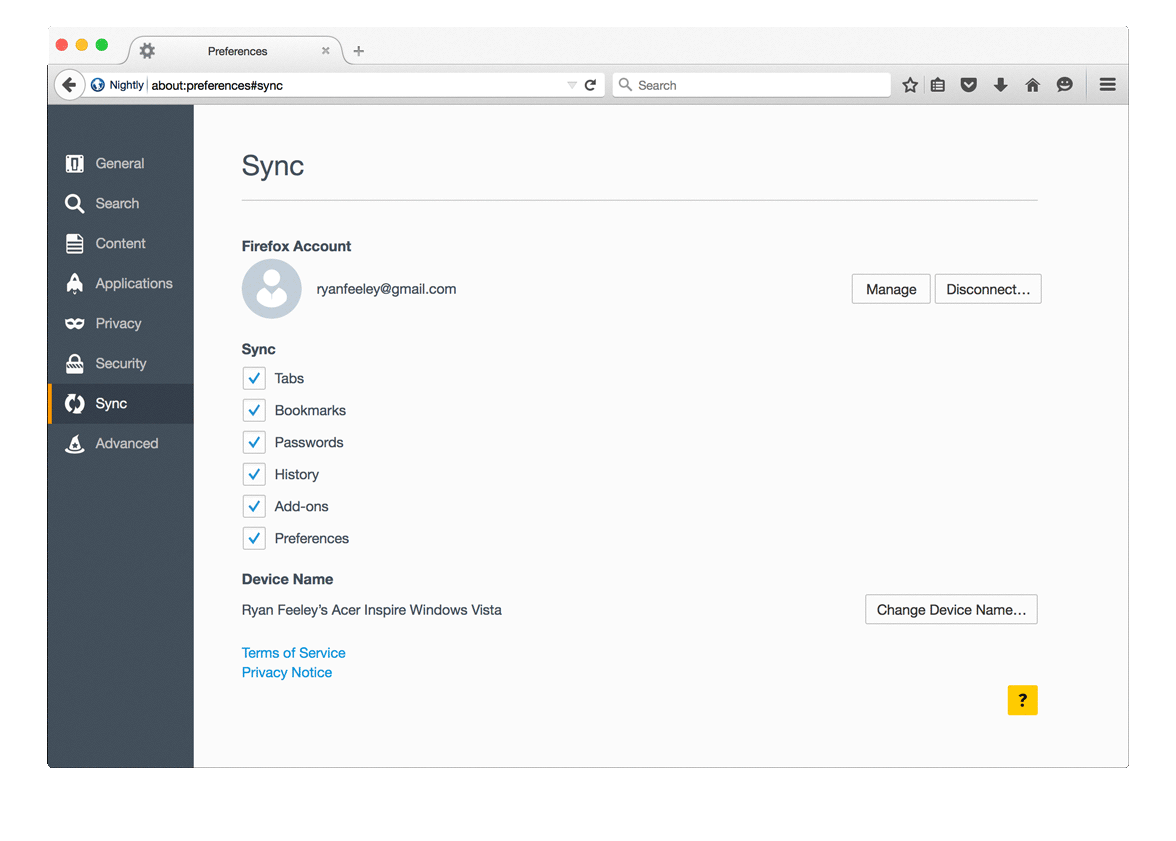 Preferences
Nightly about:preferences#sync
Search
General
Search
Content
Applications
Privacy
Security
Sync
Advanced
Sync
Firefox Account
ryanfeeley@gmail.com
Manage
Disconnect...
Sync
Tabs
Bookmarks
Passwords
History
Add-ons
Preferences
Device Name
Ryan Feeley’s Acer Inspire Windows Vista
Change Device Name...
Terms of Service
Privacy Notice
?